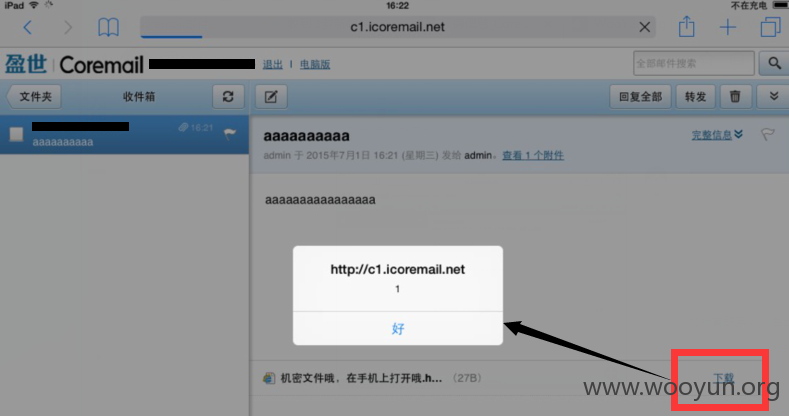 iPad 16:22 不在充电
c1.icoremail.net
盈世 Coremail 退出 | 电脑版 全部邮件搜索
文件夹 收件箱 回复全部 转发
16:21
aaaaaaaaaa
aaaaaaaaaa 完整信息
admin 于 2015年7月1日 16:21 (星期三) 发给 admin。查看 1 个附件
aaaaaaaaaaaaaaaa
http://c1.icoremail.net
1
好
机密文件哦，在手机上打开哦.h... (27B) 下载
www.wooyun.org